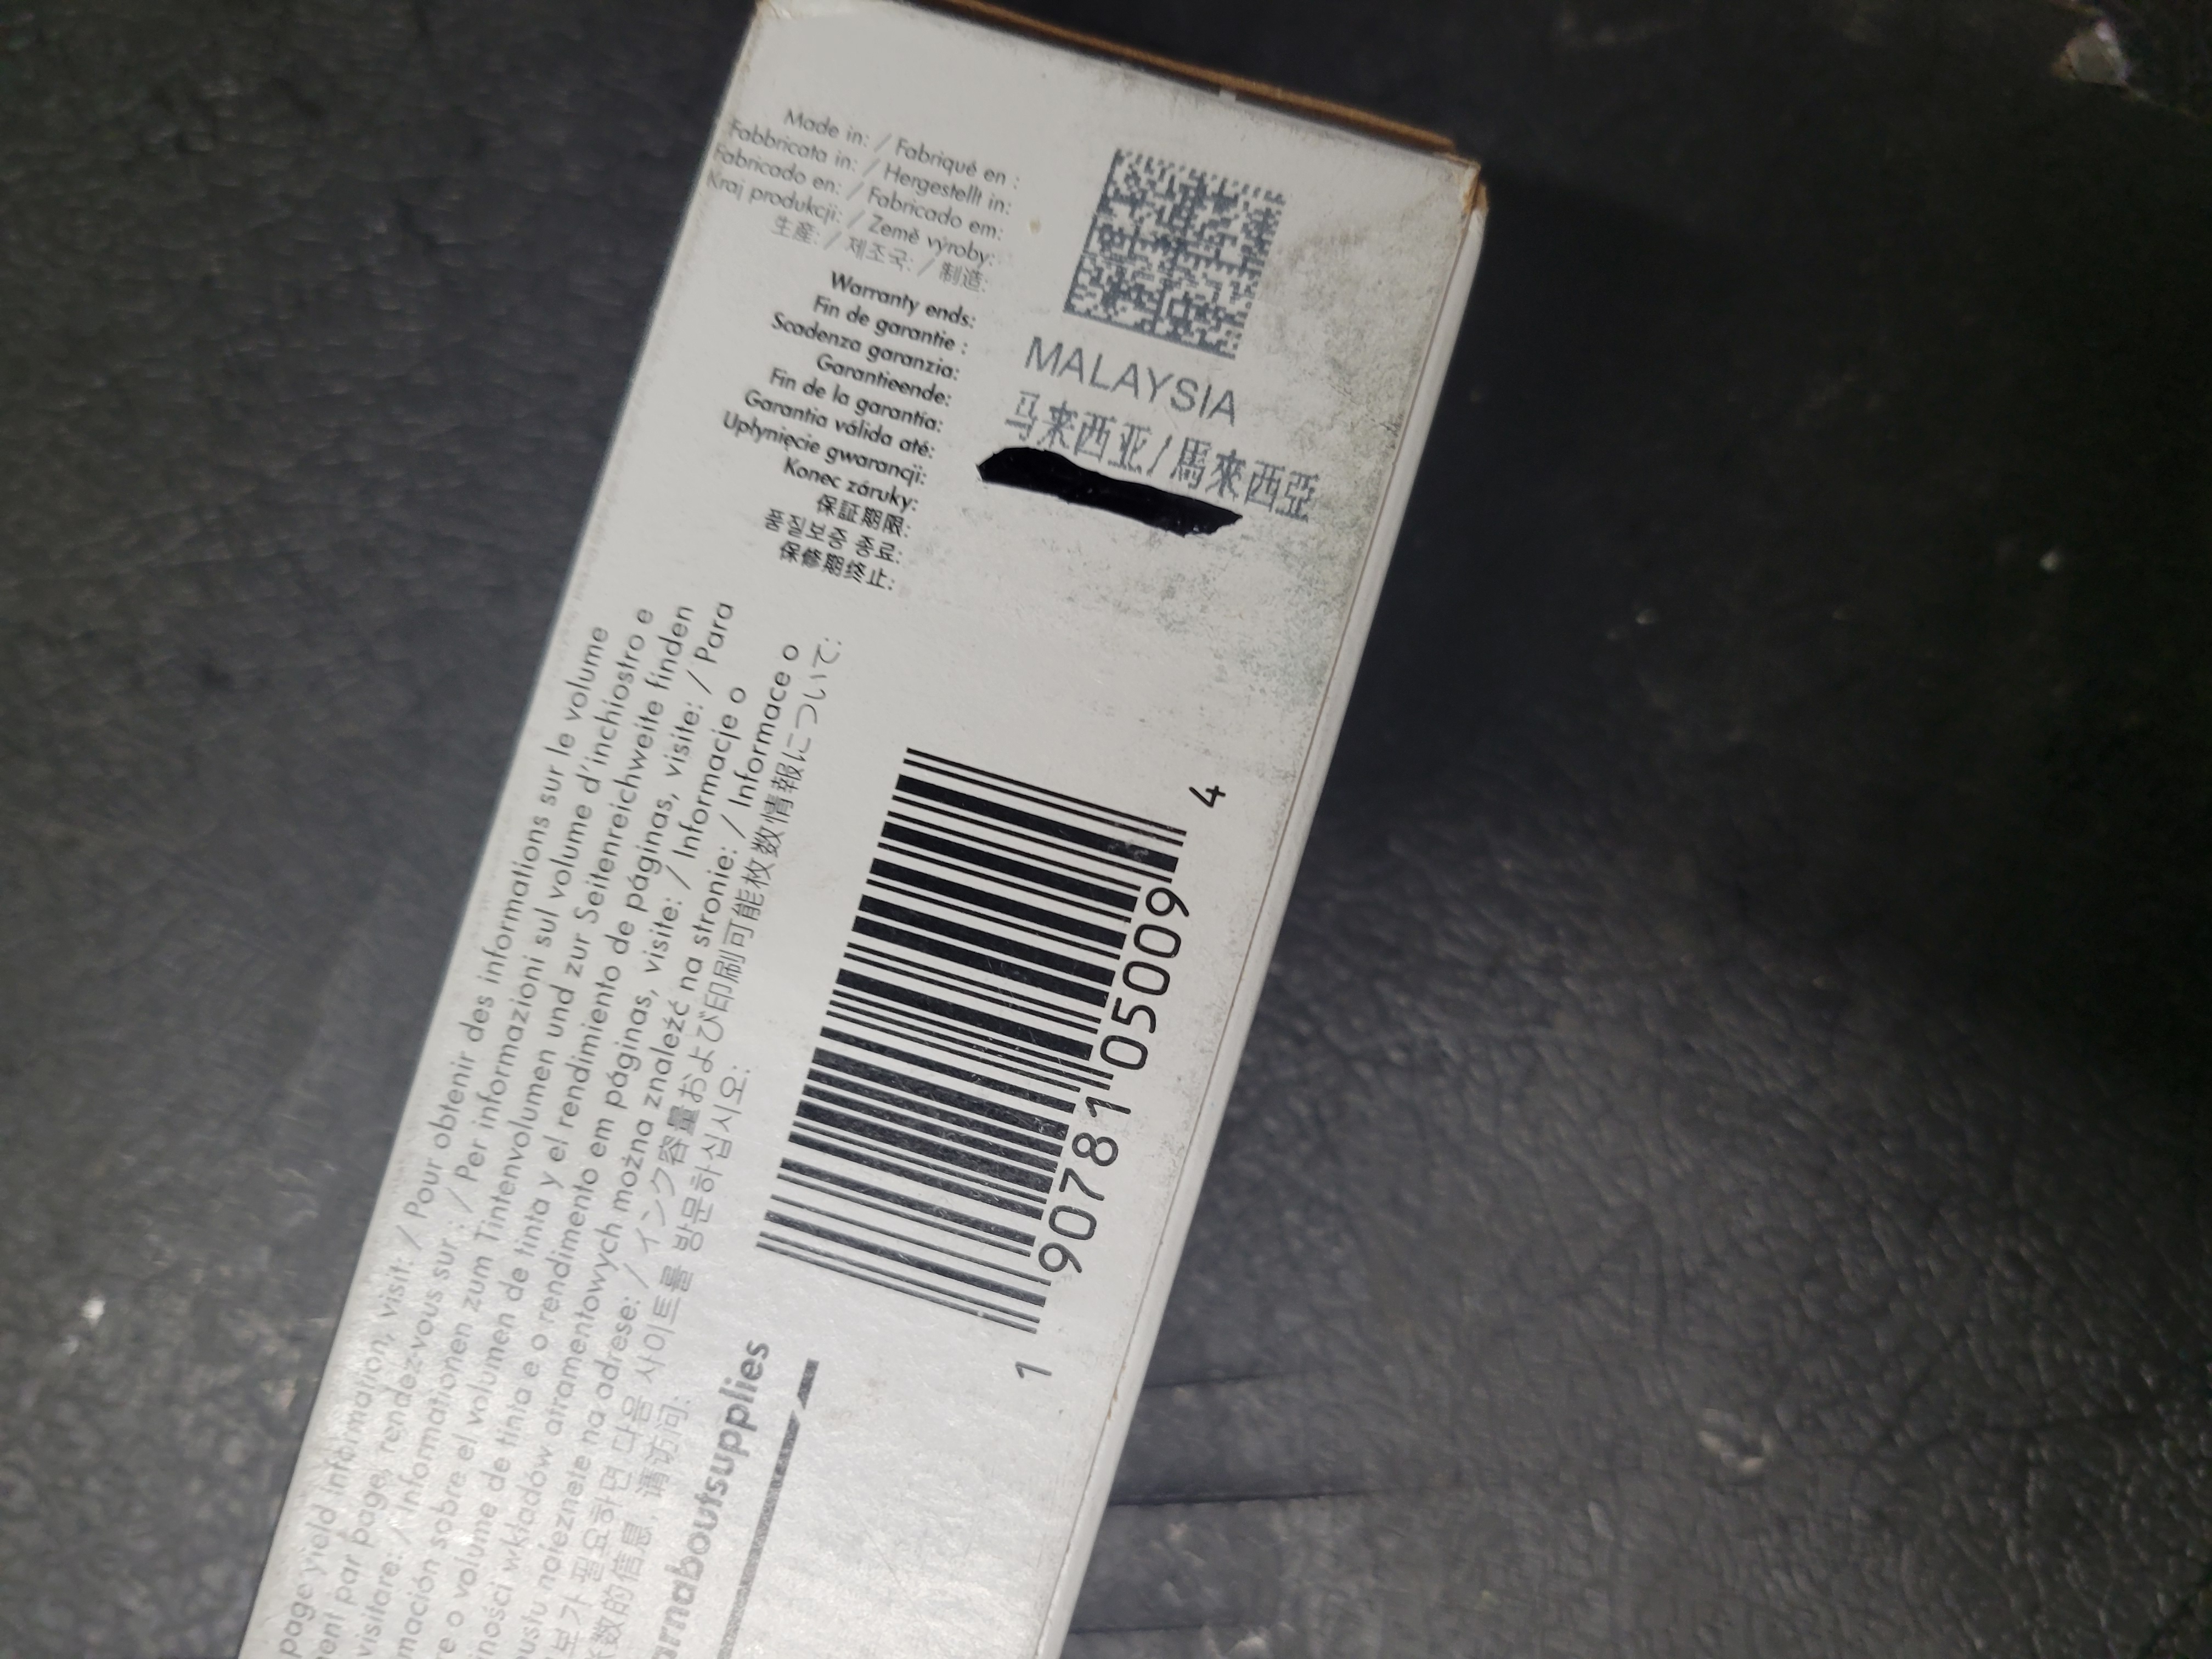 Made in: / Fabriqué en :
Fabbricata in: / Hergestellt in:
Fabricado en: / Fabricado em:
Kraj produkcji: / Země výroby:
生産: / 제조국: / 制造:
Warranty ends:
Fin de garantie :
Scadenza garanzia:
Garantieende:
Fin de la garantía:
Garantia válida até:
Upłynięcie gwarancji:
Konec záruky:
保証期限:
품질보증 종료:
保修期终止:
MALAYSIA
马来西亚/馬來西亞
page yield information, visit: / Pour obtenir des informations sur le volume
par page, rendez-vous sur : / Per informazioni sul volume d'inchiostro e
visitare: / Informationen zum Tintenvolumen und zur Seitenreichweite finden
mación sobre el volumen de tinta y el rendimiento de páginas, visite: / Para
e o volume de tinta e o rendimento em páginas, visite: / Informacje o
ności wkładów atramentowych można znaleźć na stronie: / Informace o
naleznete na adrese: / インク容量および印刷可能枚数情報について:
보가 필요하면 다음 사이트를 방문하십시오:
数的信息, 请访问:
arnaboutsupplies
1 90781 05009 4